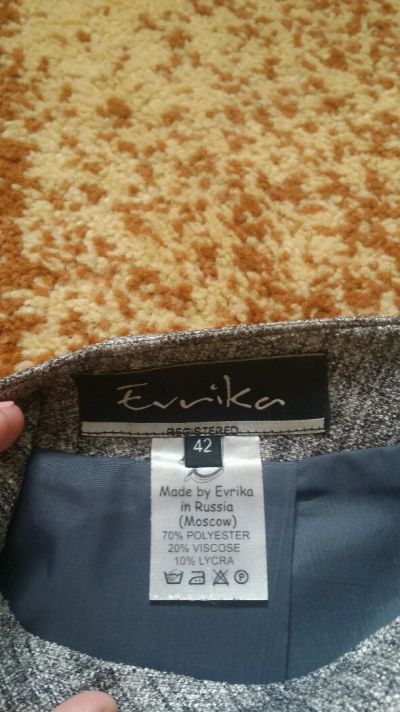 Evrika
REGISTERED
42
Made by Evrika
in Russia
(Moscow)
70% POLYESTER
20% VISCOSE
10% LYCRA